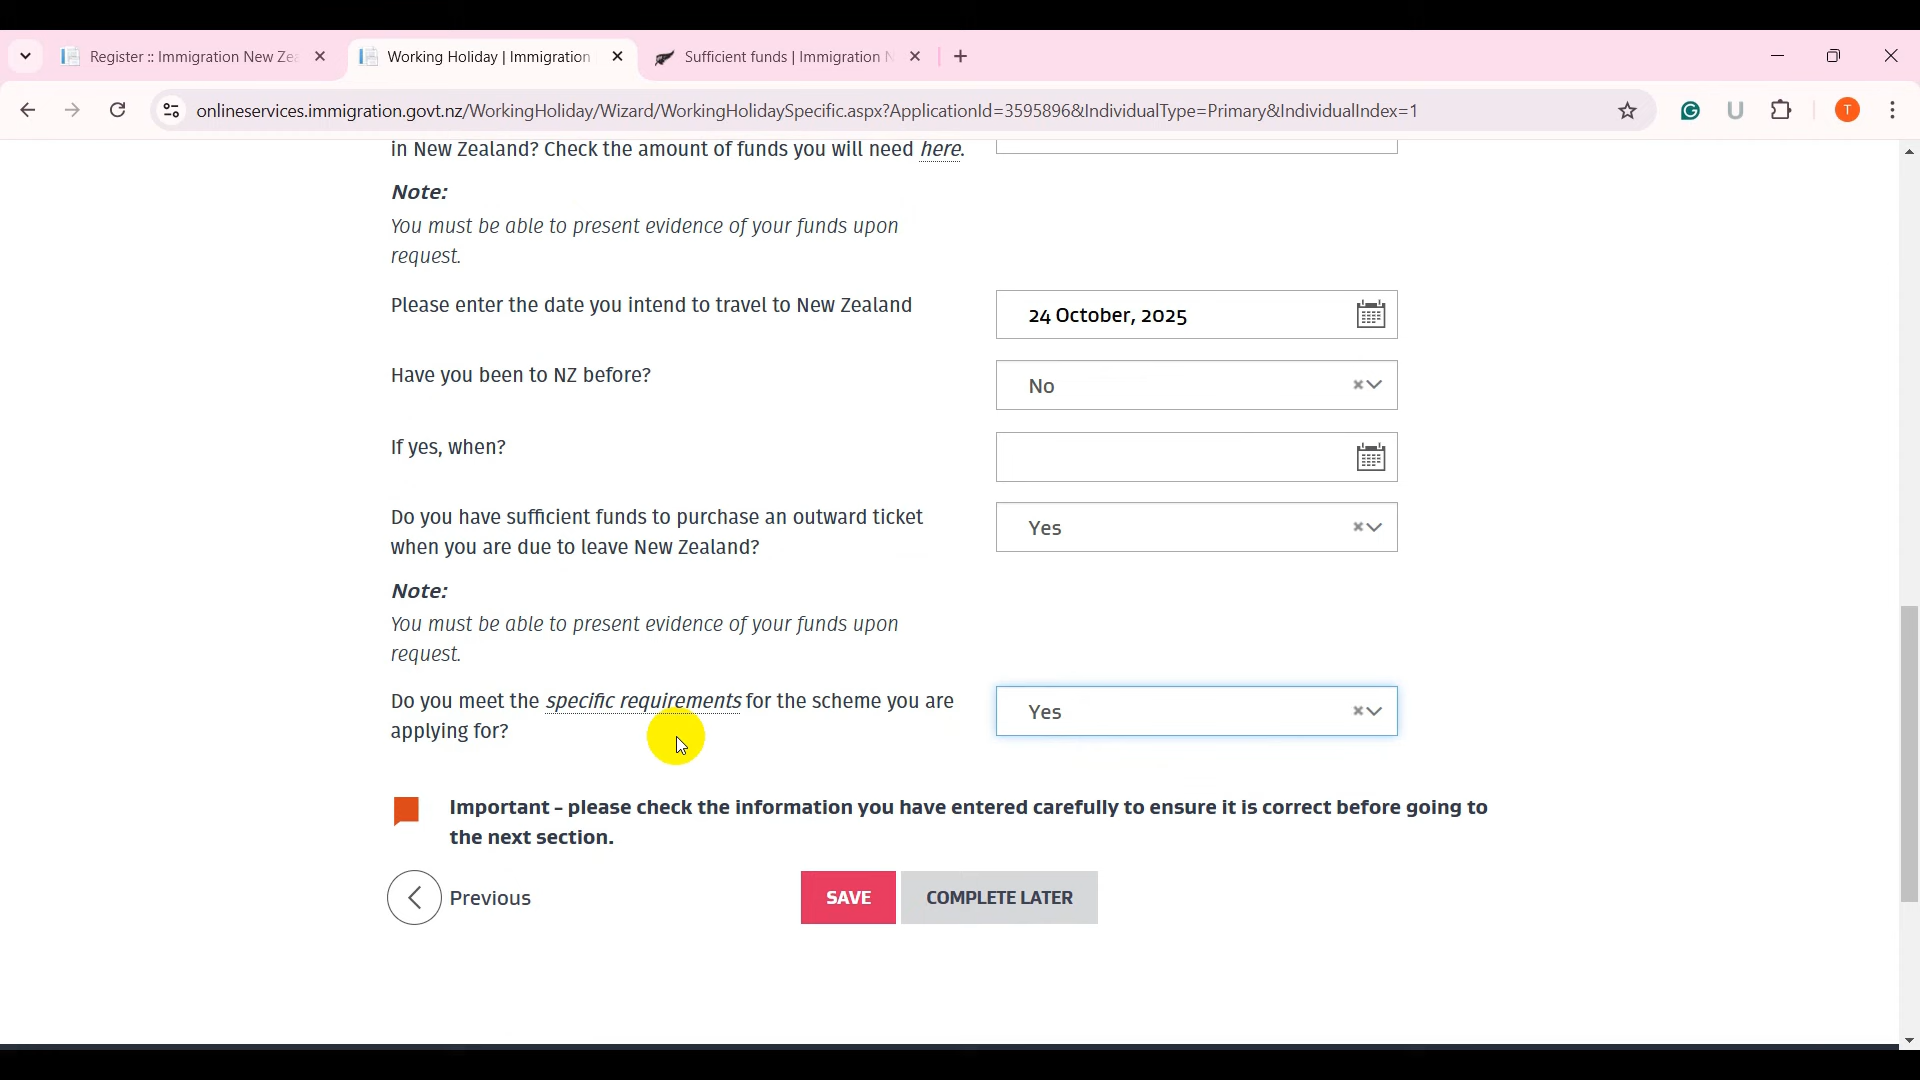 Register :: Immigration New Zea
Working Holiday | Immigration
Sufficient funds | Immigration N
onlineservices.immigration.govt.nz/WorkingHoliday/Wizard/WorkingHolidaySpecific.aspx?ApplicationId=3595896&IndividualType=Primary&IndividualIndex=1
T
in New Zealand? Check the amount of funds you will need here.
Note:
You must be able to present evidence of your funds upon
request.
Please enter the date you intend to travel to New Zealand
24 October, 2025
Have you been to NZ before?
No
If yes, when?
Do you have sufficient funds to purchase an outward ticket
when you are due to leave New Zealand?
Yes
Note:
You must be able to present evidence of your funds upon
request.
Do you meet the specific requirements for the scheme you are
applying for?
Yes
Important – please check the information you have entered carefully to ensure it is correct before going to
the next section.
Previous
SAVE
COMPLETE LATER